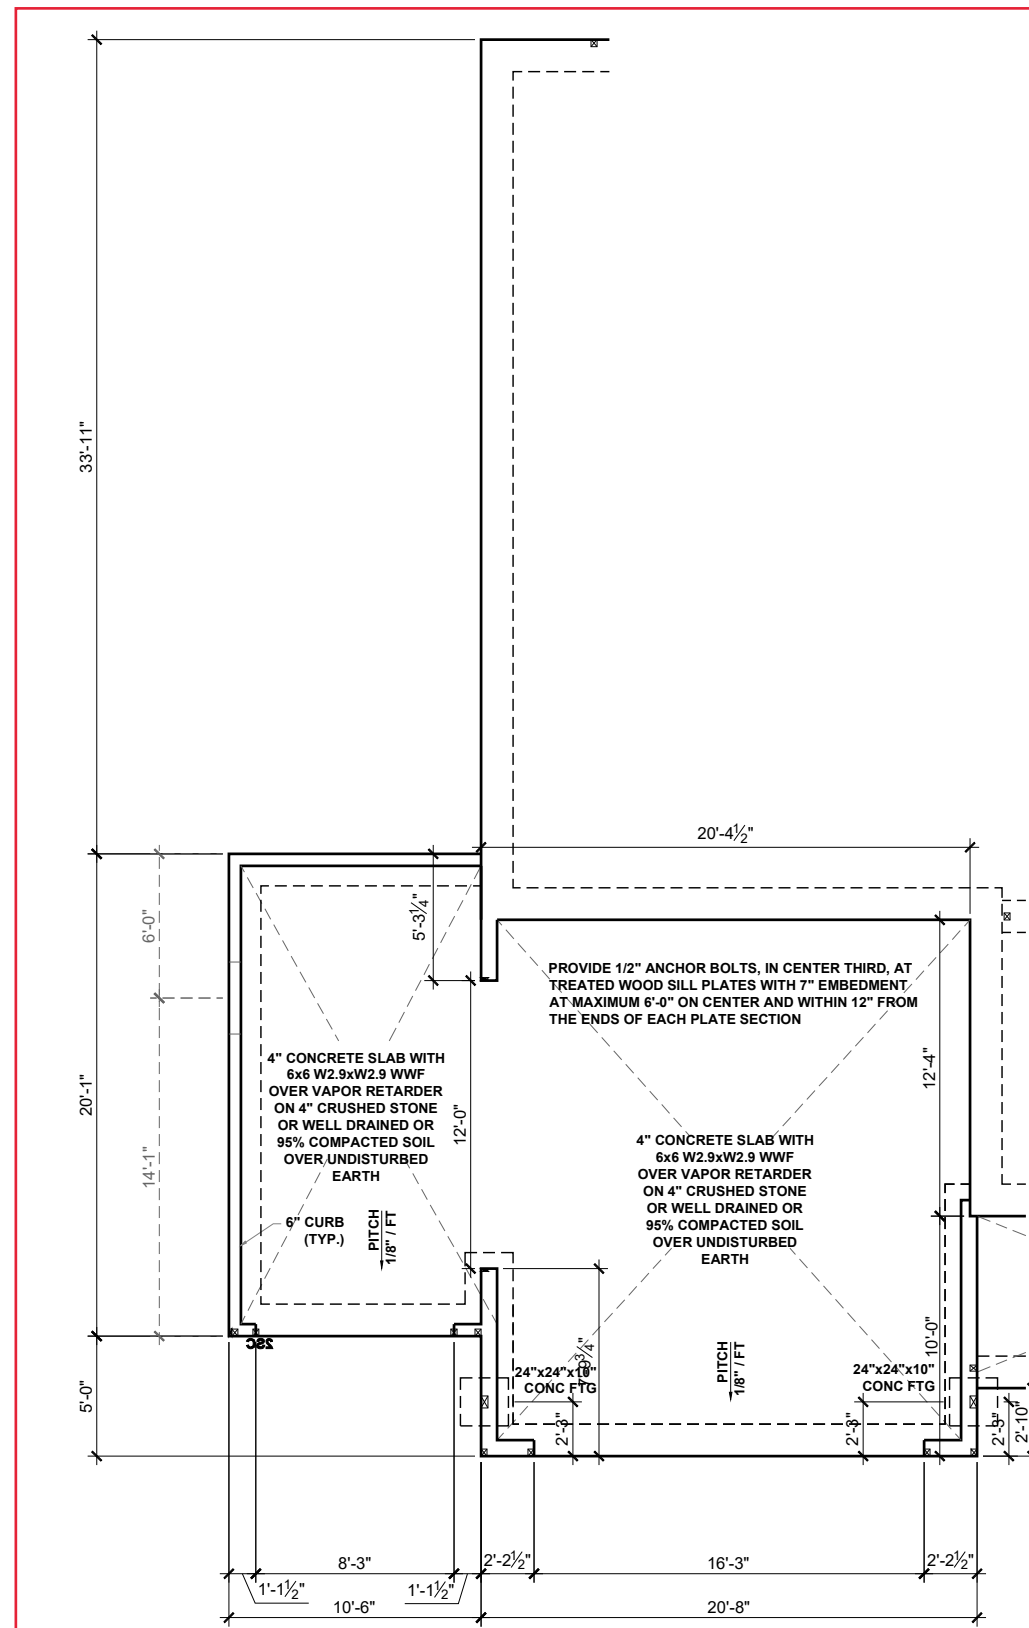 33'-11"
20'-4½"
6'-0"
5'-3¼"
PROVIDE 1/2" ANCHOR BOLTS, IN CENTER THIRD, AT
TREATED WOOD SILL PLATES WITH 7" EMBEDMENT
AT MAXIMUM 6'-0" ON CENTER AND WITHIN 12" FROM
THE ENDS OF EACH PLATE SECTION
12'-4"
20'-1"
14'-1"
4" CONCRETE SLAB WITH
6x6 W2.9xW2.9 WWF
OVER VAPOR RETARDER
ON 4" CRUSHED STONE
OR WELL DRAINED OR
95% COMPACTED SOIL
OVER UNDISTURBED
EARTH
12'-0"
4" CONCRETE SLAB WITH
6x6 W2.9xW2.9 WWF
OVER VAPOR RETARDER
ON 4" CRUSHED STONE
OR WELL DRAINED OR
95% COMPACTED SOIL
OVER UNDISTURBED
EARTH
6" CURB
(TYP.)
PITCH
1/8" / FT
2SC
5'-0"
7'-9¾"
24"x24"x10"
CONC FTG
PITCH
1/8" / FT
24"x24"x10"
CONC FTG
10'-0"
2'-3"
2'-3"
2'-3"
2'-10"
8'-3"
2'-2½"
16'-3"
2'-2½"
1'-1½"
1'-1½"
10'-6"
20'-8"